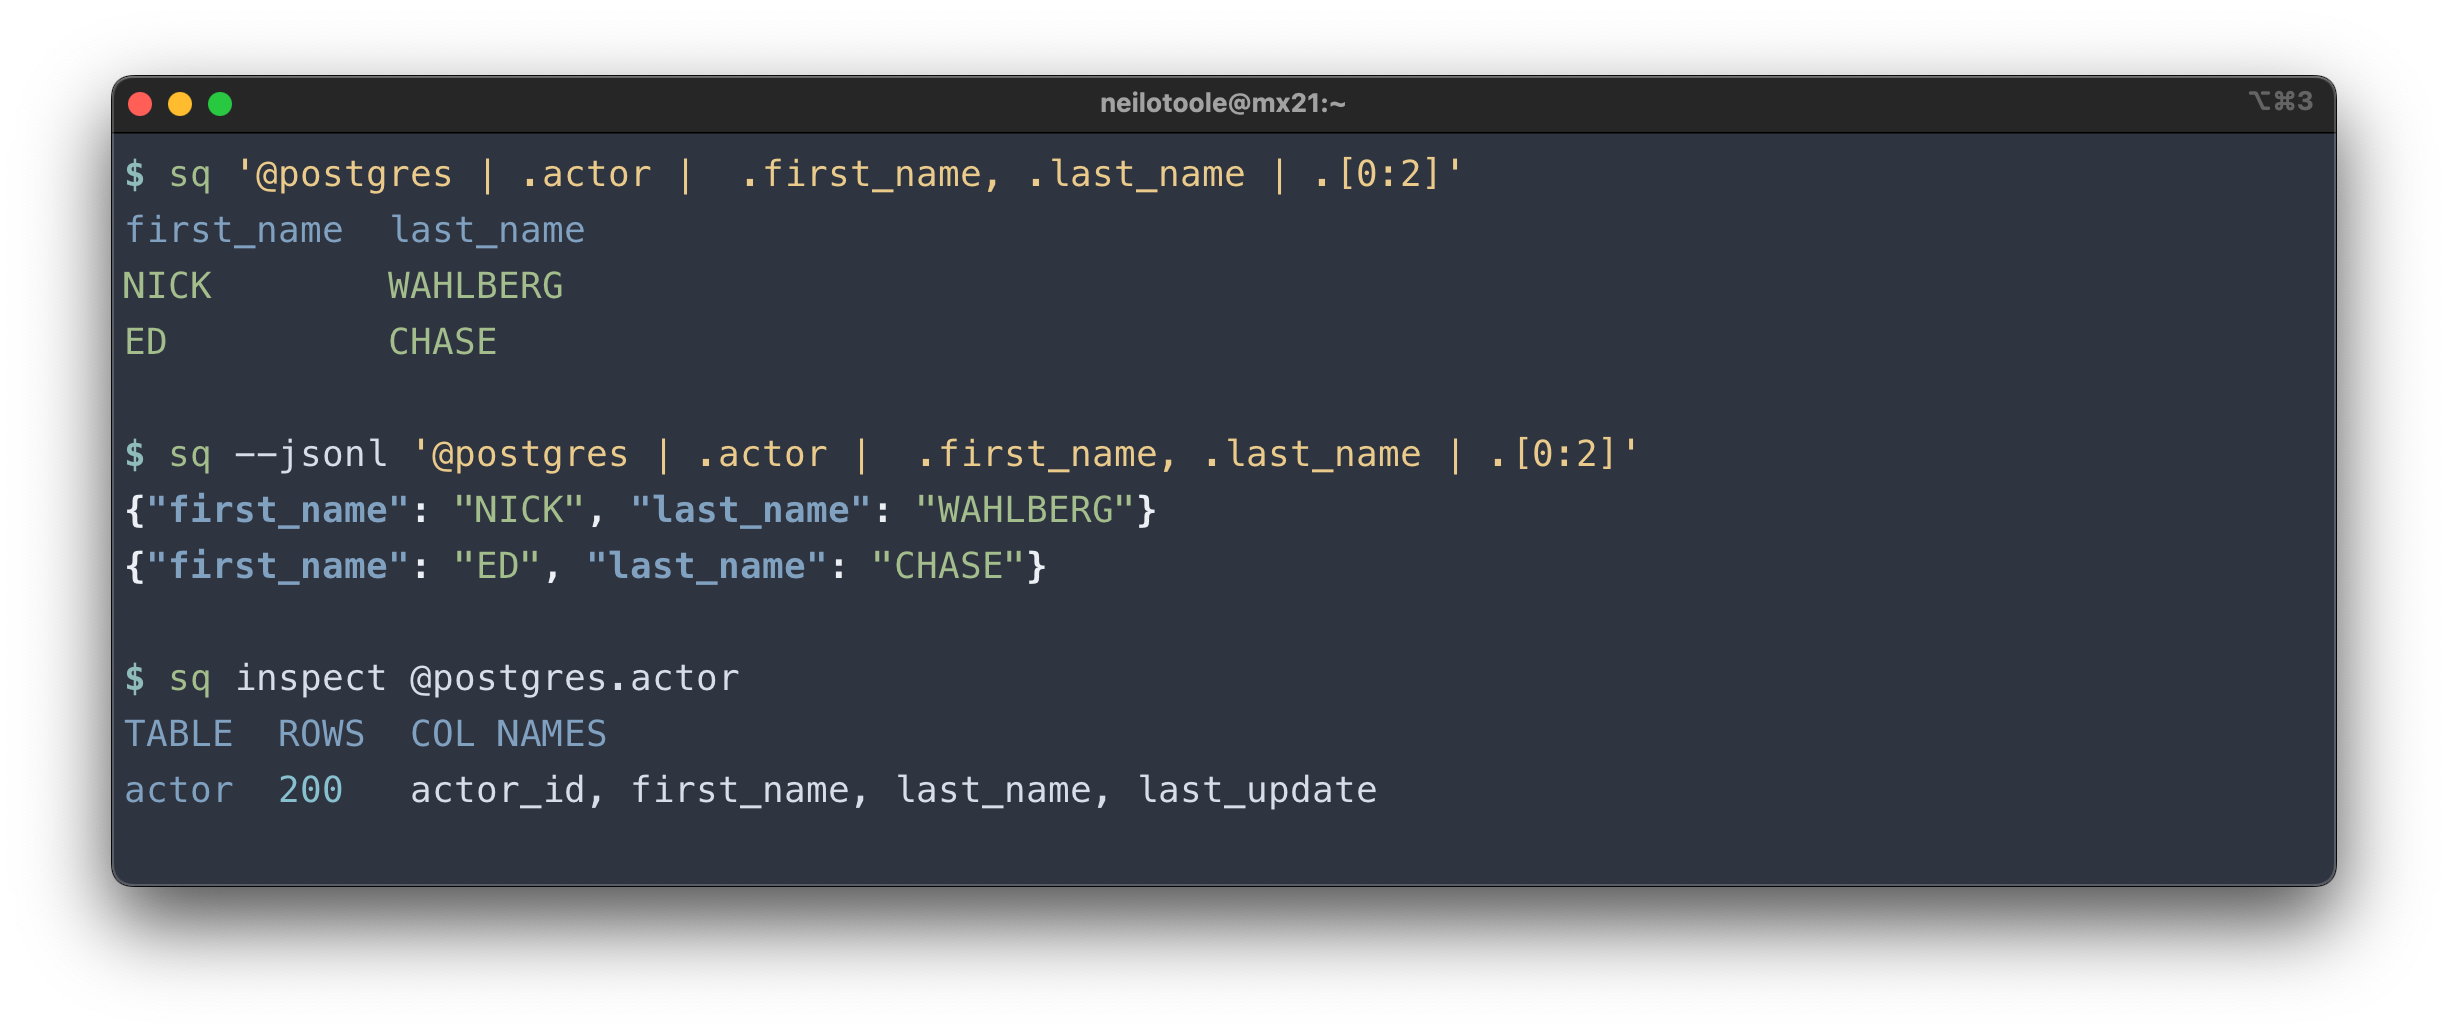 neilotoole@mx21:~
⌥⌘3
$ sq '@postgres | .actor |  .first_name, .last_name | .[0:2]'
first_name  last_name
NICK        WAHLBERG
ED          CHASE
$ sq --jsonl '@postgres | .actor |  .first_name, .last_name | .[0:2]'
{"first_name": "NICK", "last_name": "WAHLBERG"}
{"first_name": "ED", "last_name": "CHASE"}
$ sq inspect @postgres.actor
TABLE  ROWS  COL NAMES
actor  200   actor_id, first_name, last_name, last_update